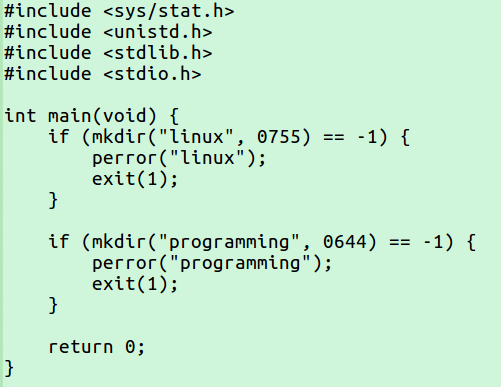 #include <sys/stat.h>
#include <unistd.h>
#include <stdlib.h>
#include <stdio.h>

int main(void) {
    if (mkdir("linux", 0755) == -1) {
        perror("linux");
        exit(1);
    }

    if (mkdir("programming", 0644) == -1) {
        perror("programming");
        exit(1);
    }

    return 0;
}